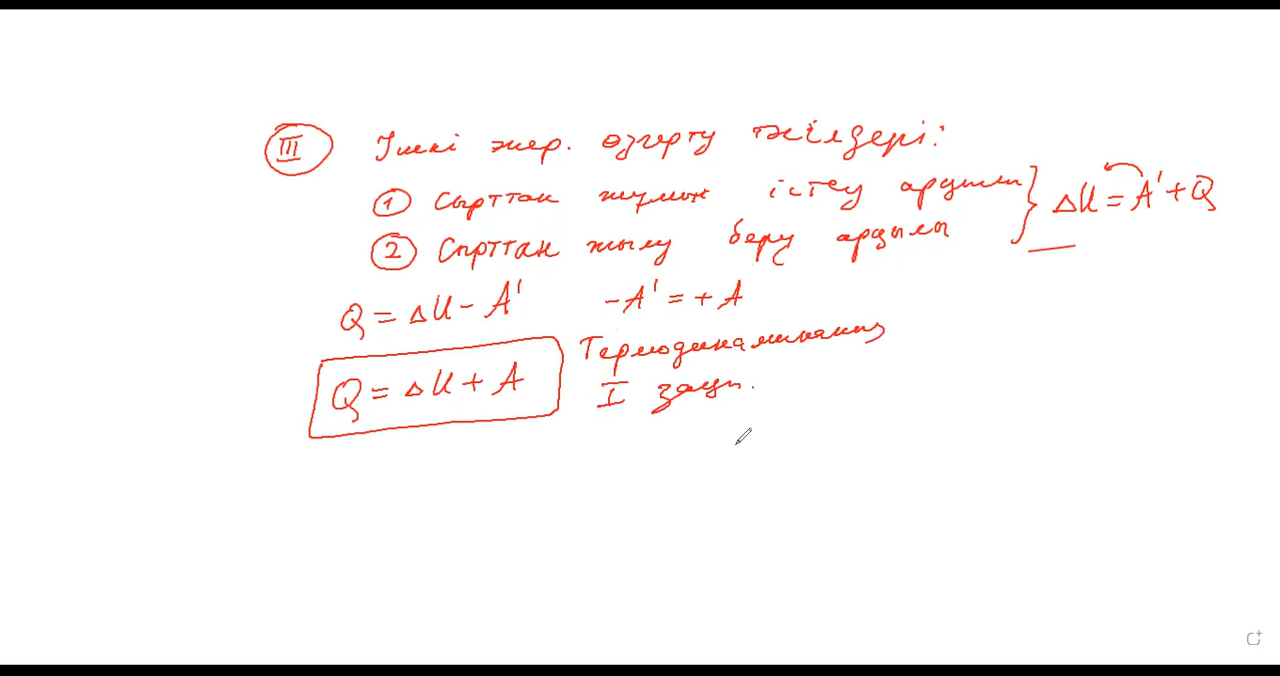 III Ішкі энер. өзгерту тәсілдері:
① Сырттан жұмыс істеу арқылы
② Сырттан жылу беру арқылы
} ΔU = A' + Q
Q = ΔU - A' -A' = +A
Q = ΔU + A
Термодинамиканың
I заңы.